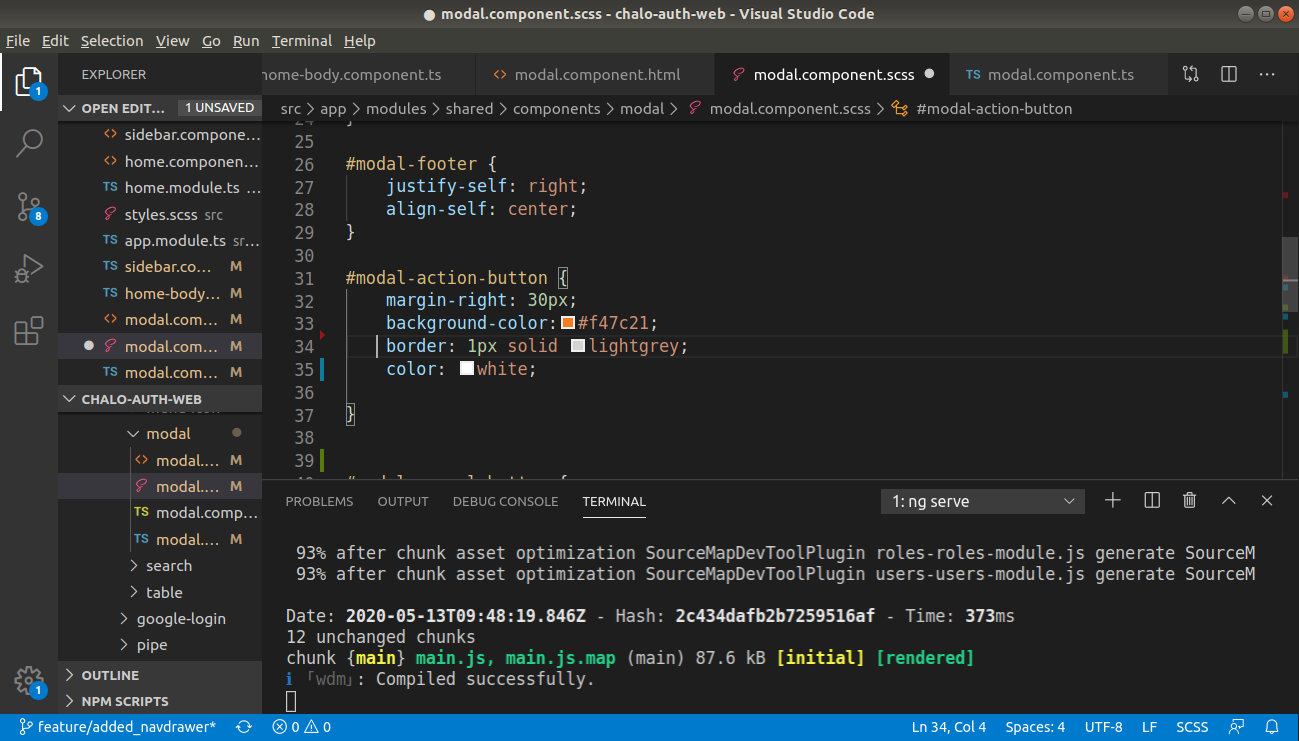 modal.component.scss - chalo-auth-web - Visual Studio Code
File Edit Selection View Go Run Terminal Help
EXPLORER
home-body.component.ts
modal.component.html
modal.component.scss
TS modal.component.ts
OPEN EDIT... 1 UNSAVED
src > app > modules > shared > components > modal > modal.component.scss > #modal-action-button
sidebar.compone...
home.componen...
TS home.module.ts ...
styles.scss src
TS app.module.ts sr...
TS sidebar.co... M
TS home-body... M
modal.com... M
modal.com... M
TS modal.com... M
CHALO-AUTH-WEB
modal
modal.... M
modal.... M
TS modal.comp...
TS modal.... M
search
table
google-login
pipe
OUTLINE
NPM SCRIPTS
1
8
1
24 }
25
26 #modal-footer {
27 justify-self: right;
28 align-self: center;
29 }
30
31 #modal-action-button {
32 margin-right: 30px;
33 background-color:#f47c21;
34 border: 1px solid lightgrey;
35 color: white;
36
37 }
38
39
PROBLEMS OUTPUT DEBUG CONSOLE TERMINAL 1: ng serve
93% after chunk asset optimization SourceMapDevToolPlugin roles-roles-module.js generate SourceM
93% after chunk asset optimization SourceMapDevToolPlugin users-users-module.js generate SourceM
Date: 2020-05-13T09:48:19.846Z - Hash: 2c434dafb2b7259516af - Time: 373ms
12 unchanged chunks
chunk {main} main.js, main.js.map (main) 87.6 kB [initial] [rendered]
ℹ 「wdm」: Compiled successfully.
feature/added_navdrawer* 0 0 Ln 34, Col 4 Spaces: 4 UTF-8 LF SCSS